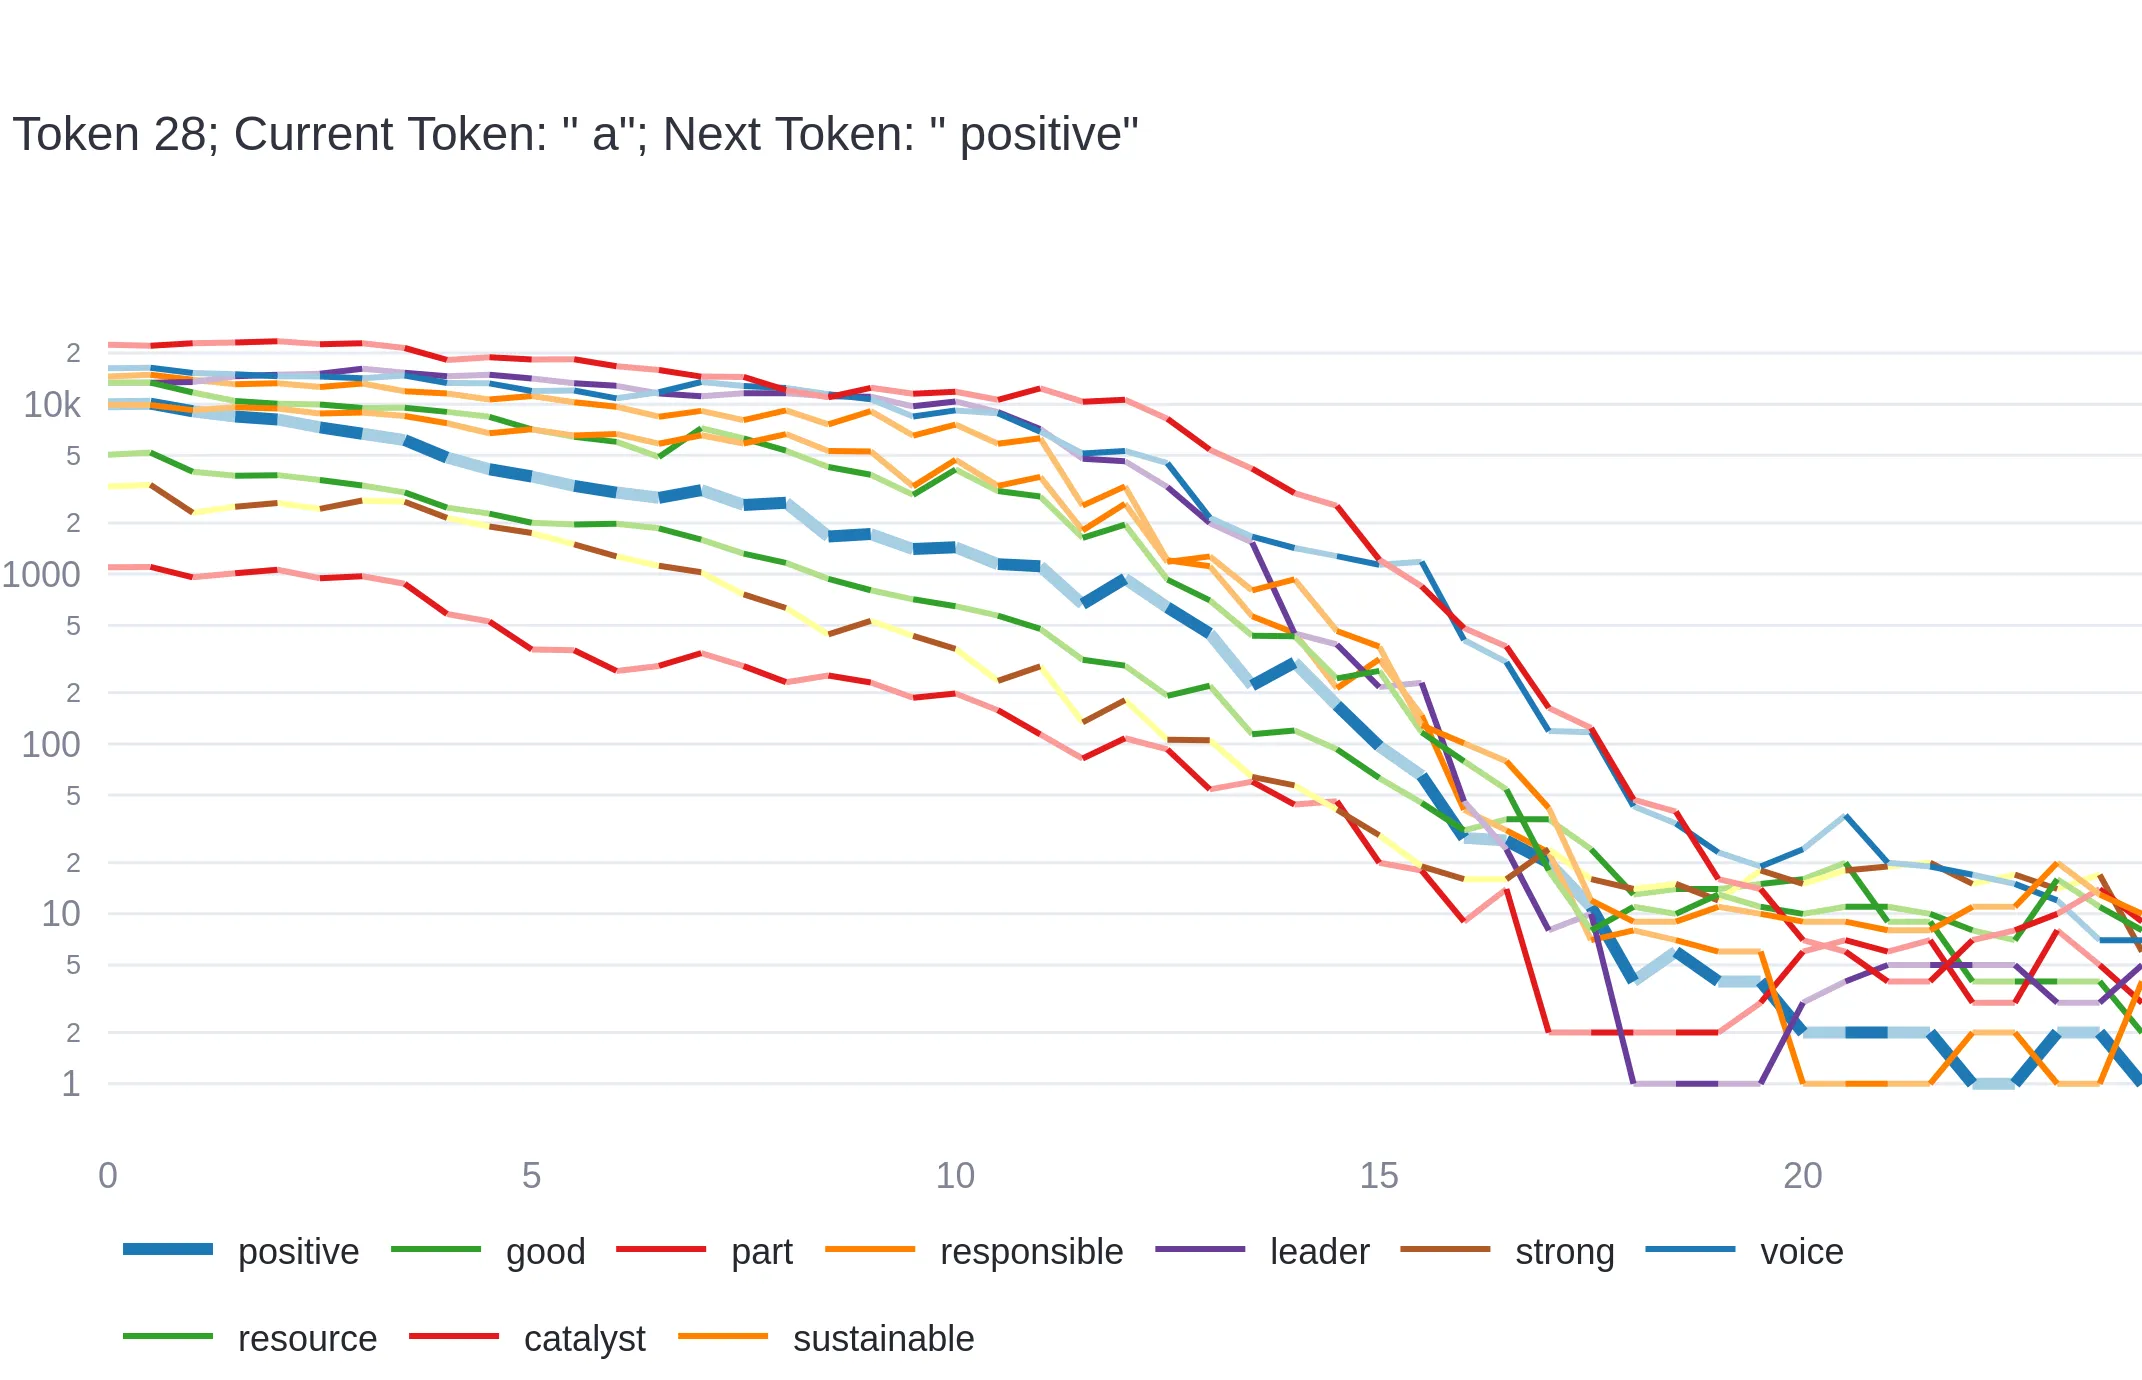 Token 28; Current Token: " a"; Next Token: " positive"
2
10k
5
2
1000
5
2
100
5
2
10
5
2
1
0 5 10 15 20
positive good part responsible leader strong voice
resource catalyst sustainable